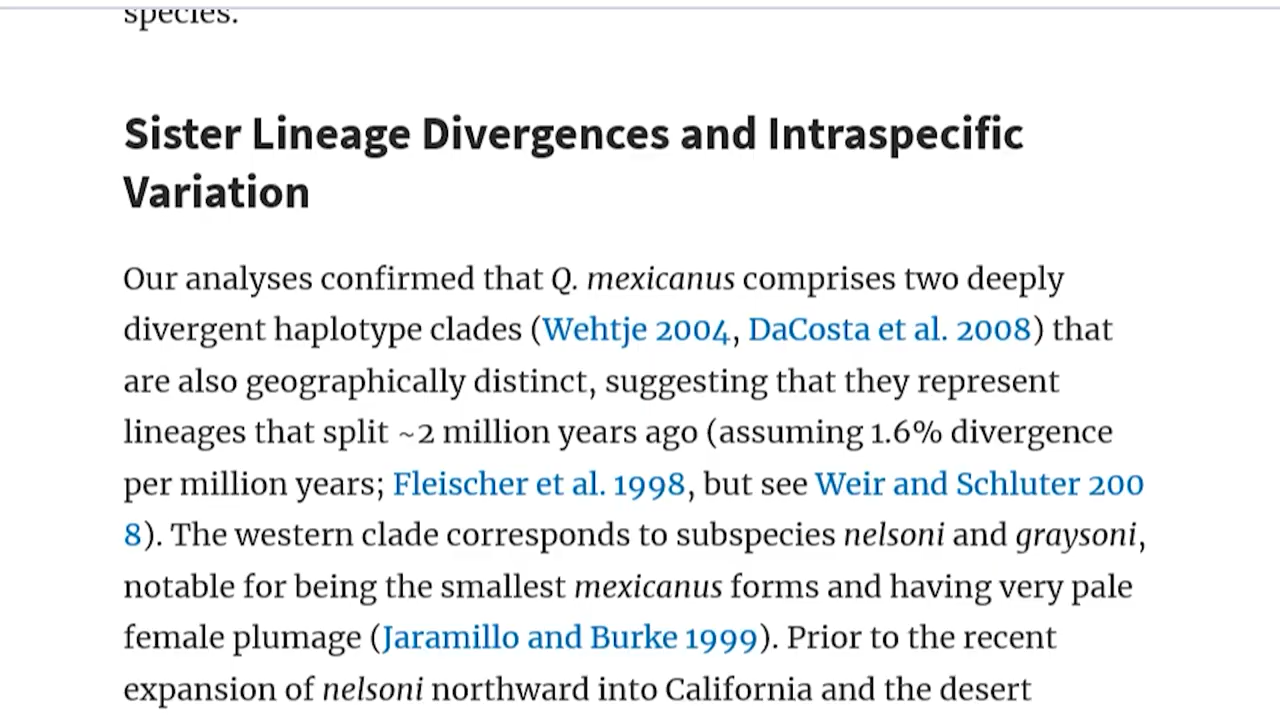 species.
Sister Lineage Divergences and Intraspecific
Variation
Our analyses confirmed that Q. mexicanus comprises two deeply
divergent haplotype clades (Wehtje 2004, DaCosta et al. 2008) that
are also geographically distinct, suggesting that they represent
lineages that split ~2 million years ago (assuming 1.6% divergence
per million years; Fleischer et al. 1998, but see Weir and Schluter 200
8). The western clade corresponds to subspecies nelsoni and graysoni,
notable for being the smallest mexicanus forms and having very pale
female plumage (Jaramillo and Burke 1999). Prior to the recent
expansion of nelsoni northward into California and the desert